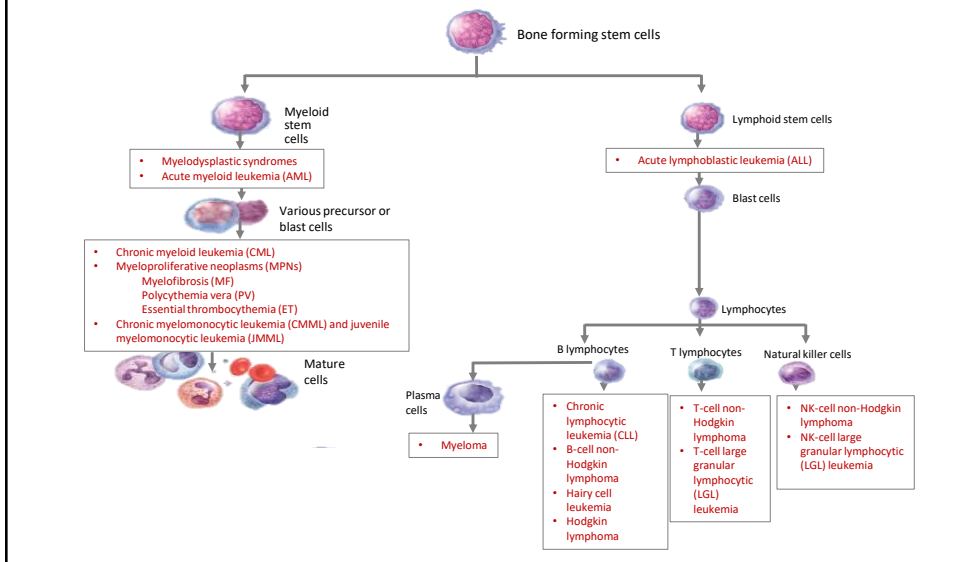 Bone forming stem cells
Myeloid
stem
cells
Lymphoid stem cells
• Myelodysplastic syndromes
• Acute myeloid leukemia (AML)
• Acute lymphoblastic leukemia (ALL)
Various precursor or
blast cells
Blast cells
• Chronic myeloid leukemia (CML)
• Myeloproliferative neoplasms (MPNs)
Myelofibrosis (MF)
Polycythemia vera (PV)
Essential thrombocythemia (ET)
• Chronic myelomonocytic leukemia (CMML) and juvenile
myelomonocytic leukemia (JMML)
Mature
cells
Lymphocytes
B lymphocytes
T lymphocytes
Natural killer cells
Plasma
cells
• Myeloma
• Chronic
lymphocytic
leukemia (CLL)
• B-cell non-
Hodgkin
lymphoma
• Hairy cell
leukemia
• Hodgkin
lymphoma
• T-cell non-
Hodgkin
lymphoma
• T-cell large
granular
lymphocytic
(LGL)
leukemia
• NK-cell non-Hodgkin
lymphoma
• NK-cell large
granular lymphocytic
(LGL) leukemia